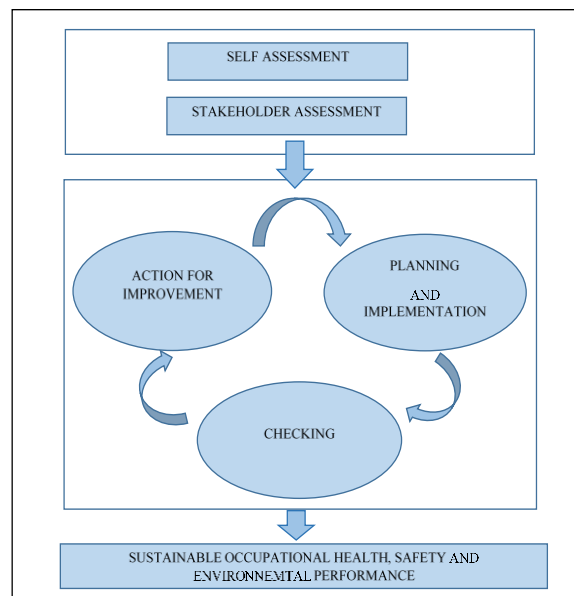 SELF ASSESSMENT
STAKEHOLDER ASSESSMENT
ACTION FOR
IMPROVEMENT
PLANNING
AND
IMPLEMENTATION
CHECKING
SUSTAINABLE OCCUPATIONAL HEALTH, SAFETY AND
ENVIRONNEMTAL PERFORMANCE